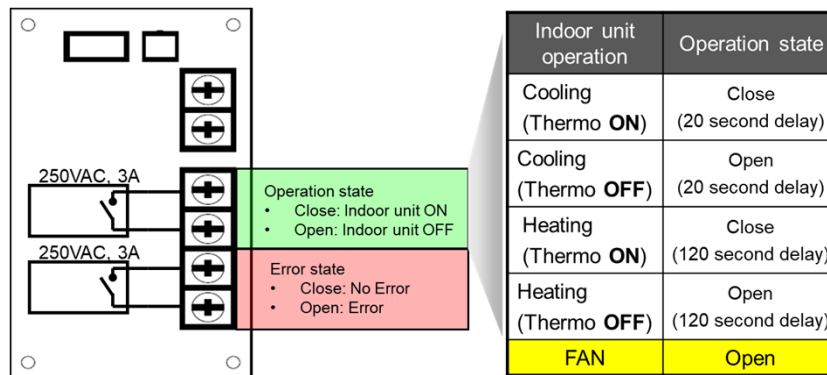 250VAC, 3A
250VAC, 3A
Operation state
• Close: Indoor unit ON
• Open: Indoor unit OFF
Error state
• Close: No Error
• Open: Error
Indoor unit operation
Operation state
Cooling
(Thermo ON)
Close
(20 second delay)
Cooling
(Thermo OFF)
Open
(20 second delay)
Heating
(Thermo ON)
Close
(120 second delay)
Heating
(Thermo OFF)
Open
(120 second delay)
FAN
Open